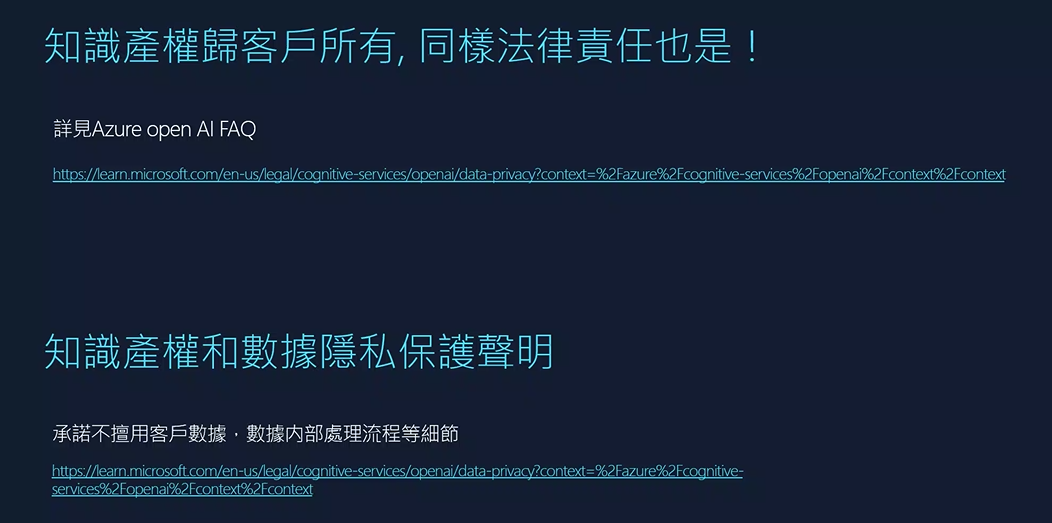 知識產權歸客戶所有, 同樣法律責任也是！
詳見Azure open AI FAQ
https://learn.microsoft.com/en-us/legal/cognitive-services/openai/data-privacy?context=%2Fazure%2Fcognitive-services%2Fopenai%2Fcontext%2Fcontext
知識產權和數據隱私保護聲明
承諾不擅用客戶數據，數據内部處理流程等細節
https://learn.microsoft.com/en-us/legal/cognitive-services/openai/data-privacy?context=%2Fazure%2Fcognitive-
services%2Fopenai%2Fcontext%2Fcontext